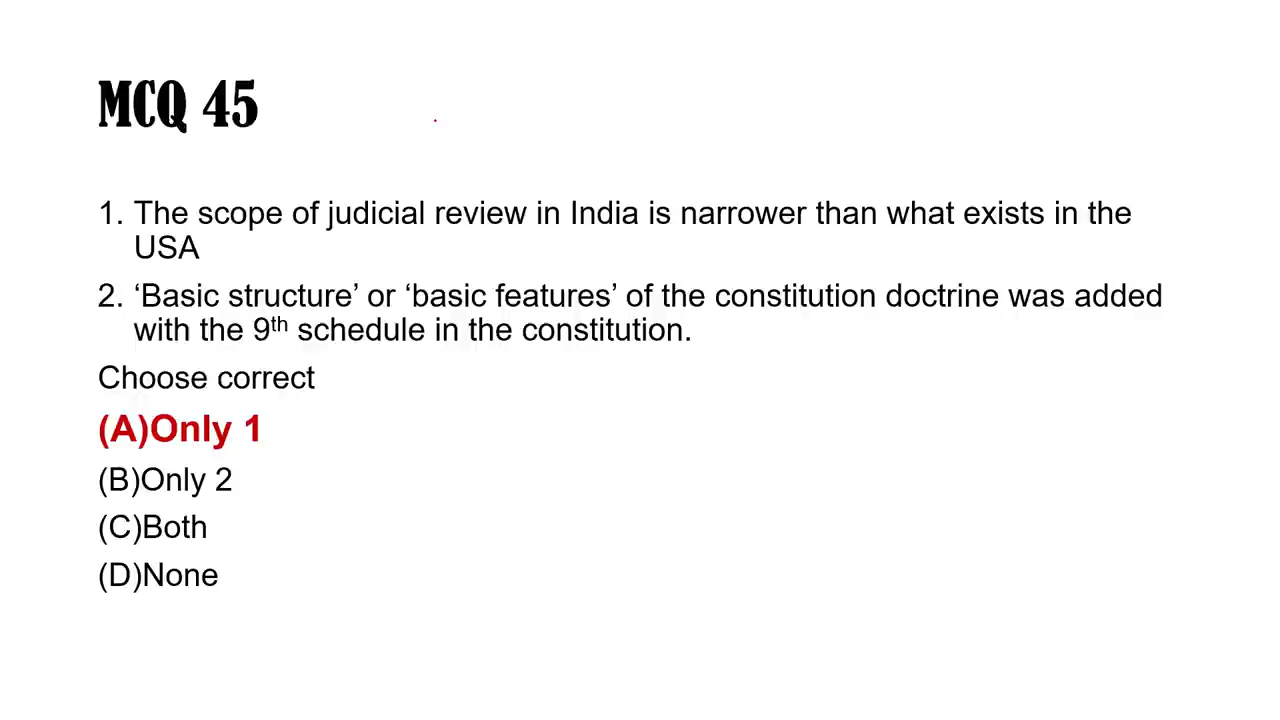 MCQ 45
1. The scope of judicial review in India is narrower than what exists in the
USA
2. ‘Basic structure’ or ‘basic features’ of the constitution doctrine was added
with the 9th schedule in the constitution.
Choose correct
(A)Only 1
(B)Only 2
(C)Both
(D)None